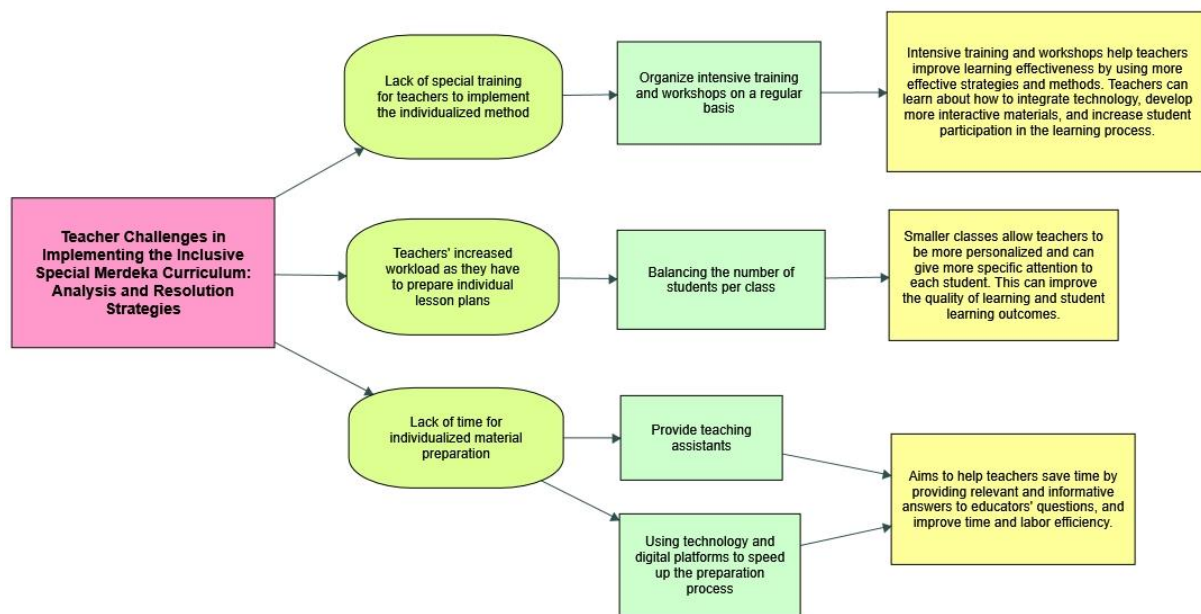 Teacher Challenges in
Implementing the Inclusive
Special Merdeka Curriculum:
Analysis and Resolution
Strategies
Lack of special training
for teachers to implement
the individualized method
Organize intensive training
and workshops on a regular
basis
Intensive training and workshops help teachers
improve learning effectiveness by using more
effective strategies and methods. Teachers can
learn about how to integrate technology, develop
more interactive materials, and increase student
participation in the learning process.
Teachers' increased
workload as they have
to prepare individual
lesson plans
Balancing the number of
students per class
Smaller classes allow teachers to
be more personalized and can
give more specific attention to
each student. This can improve
the quality of learning and student
learning outcomes.
Lack of time for
individualized material
preparation
Provide teaching
assistants
Using technology and
digital platforms to speed
up the preparation
process
Aims to help teachers save time by
providing relevant and informative
answers to educators' questions, and
improve time and labor efficiency.